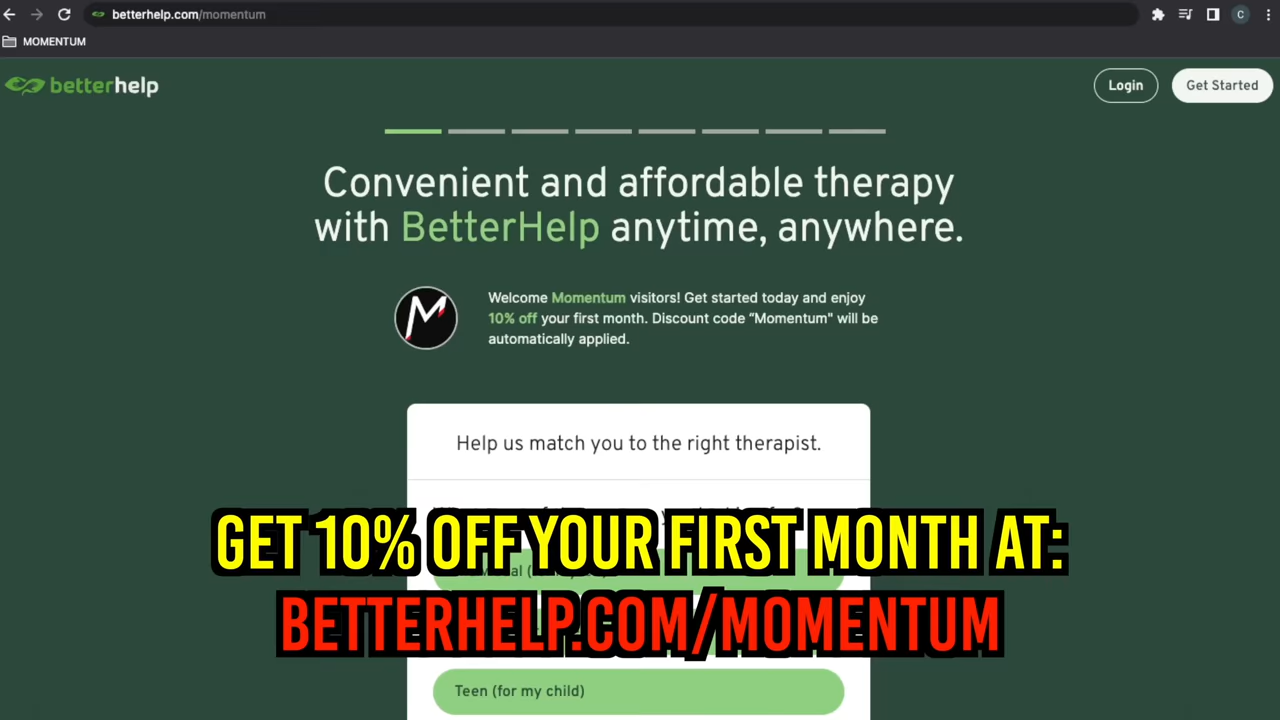 betterhelp.com/momentum
C
MOMENTUM
betterhelp
Login
Get Started
Convenient and affordable therapy
with BetterHelp anytime, anywhere.
M
Welcome Momentum visitors! Get started today and enjoy
10% off your first month. Discount code “Momentum" will be
automatically applied.
Help us match you to the right therapist.
GET 10% OFF YOUR FIRST MONTH AT:
BETTERHELP.COM/MOMENTUM
Teen (for my child)